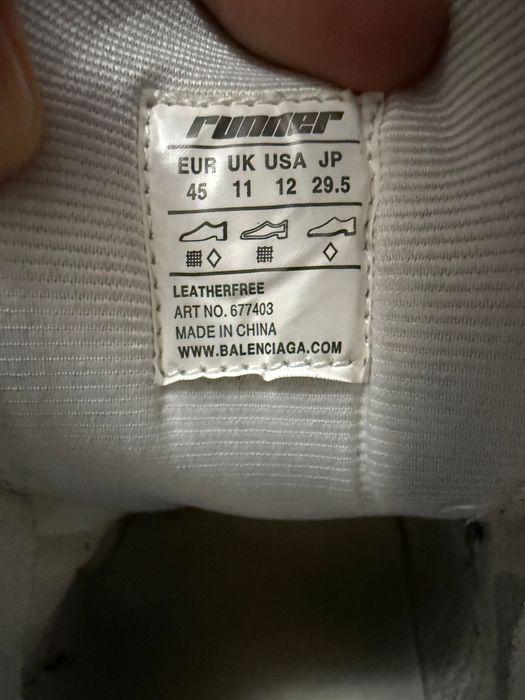 runner
EUR UK USA JP
45 11 12 29.5
LEATHERFREE
ART NO. 677403
MADE IN CHINA
WWW.BALENCIAGA.COM